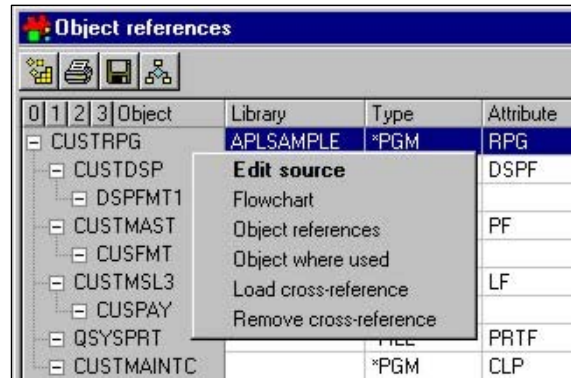 Object references
0 1 2 3 Object Library Type Attribute
CUSTRPG APLSAMPLE *PGM RPG
CUSTDSP DSPF
DSPFMT1
CUSTMAST PF
CUSFMT
CUSTMSL3 LF
CUSPAY
QSYSPRT PRTF
CUSTMAINTC *PGM CLP
Edit source
Flowchart
Object references
Object where used
Load cross-reference
Remove cross-reference